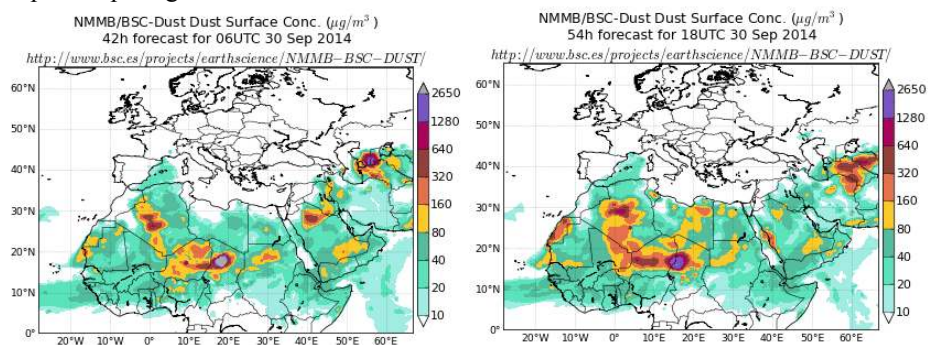 NMMB/BSC-Dust Dust Surface Conc. (μg/m³)
42h forecast for 06UTC 30 Sep 2014
http://www.bsc.es/projects/earthscience/NMMB-BSC-DUST/
60°N
50°N
40°N
30°N
20°N
10°N
0°
20°W
10°W
0°
10°E
20°E
30°E
40°E
50°E
60°E
2650
1280
640
320
160
80
40
20
10
NMMB/BSC-Dust Dust Surface Conc. (μg/m³)
54h forecast for 18UTC 30 Sep 2014
http://www.bsc.es/projects/earthscience/NMMB-BSC-DUST/
60°N
50°N
40°N
30°N
20°N
10°N
0°
20°W
10°W
0°
10°E
20°E
30°E
40°E
50°E
60°E
2650
1280
640
320
160
80
40
20
10